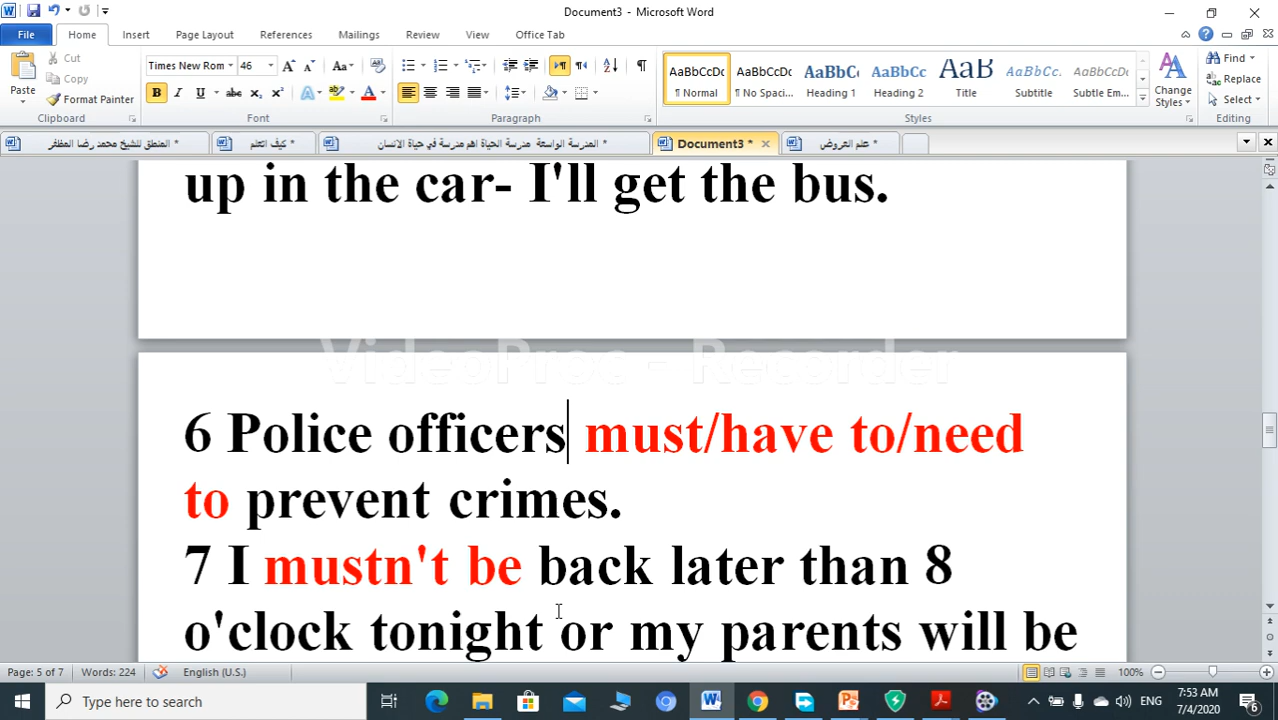 Document3 - Microsoft Word
File Home Insert Page Layout References Mailings Review View Office Tab
Paste
Cut
Copy
Format Painter
Clipboard
Times New Rom 46
Font
Paragraph
AaBbCcDc AaBbCcDc AaBbC AaBbCc AaB AaBbCc. AaBbCcDc
¶ Normal ¶ No Spaci... Heading 1 Heading 2 Title Subtitle Subtle Em...
Change Styles
Styles
Find
Replace
Select
Editing
المنطق للشيخ محمد رضا المظفر *
كيف اتعلم *
المدرسة الواسعة مدرسة الحياة اهم مدرسة في حياة الانسان *
Document3 *
علم العروض *
up in the car- I'll get the bus.
VideoProc - Recorder
6 Police officers must/have to/need
to prevent crimes.
7 I mustn't be back later than 8
o'clock tonight or my parents will be
Page: 5 of 7 Words: 224 English (U.S.) 100%
Type here to search
ENG
7:53 AM
7/4/2020
6